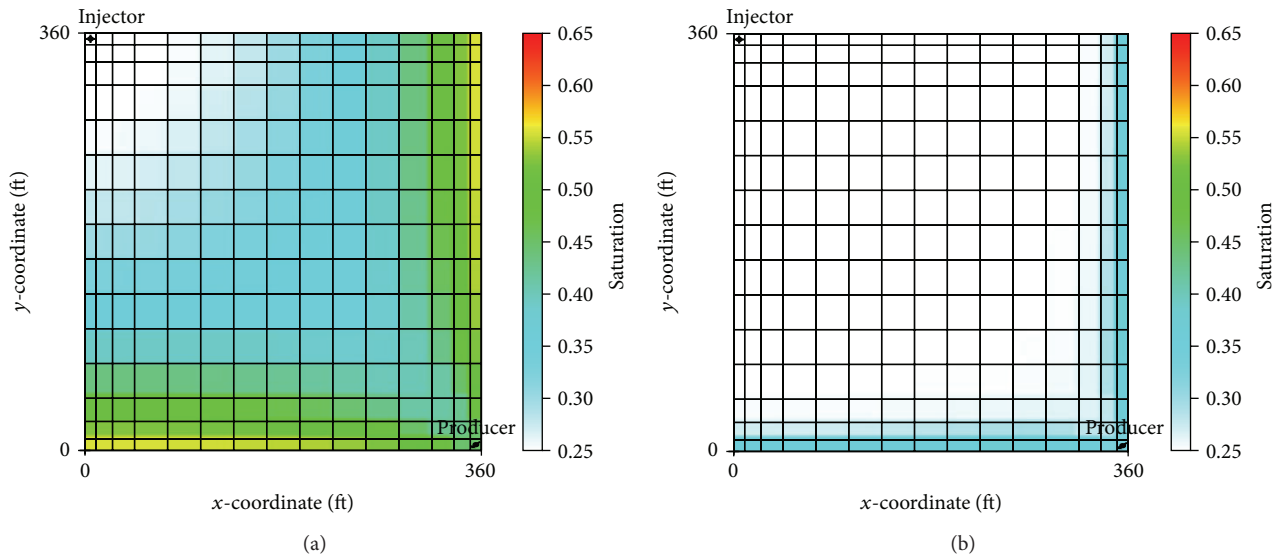 Injector
360
y-coordinate (ft)
Producer
0
0
360
x-coordinate (ft)
0.65
0.60
0.55
0.50
0.45
0.40
0.35
0.30
0.25
Saturation
(a)
Injector
360
y-coordinate (ft)
Producer
0
0
360
x-coordinate (ft)
0.65
0.60
0.55
0.50
0.45
0.40
0.35
0.30
0.25
Saturation
(b)